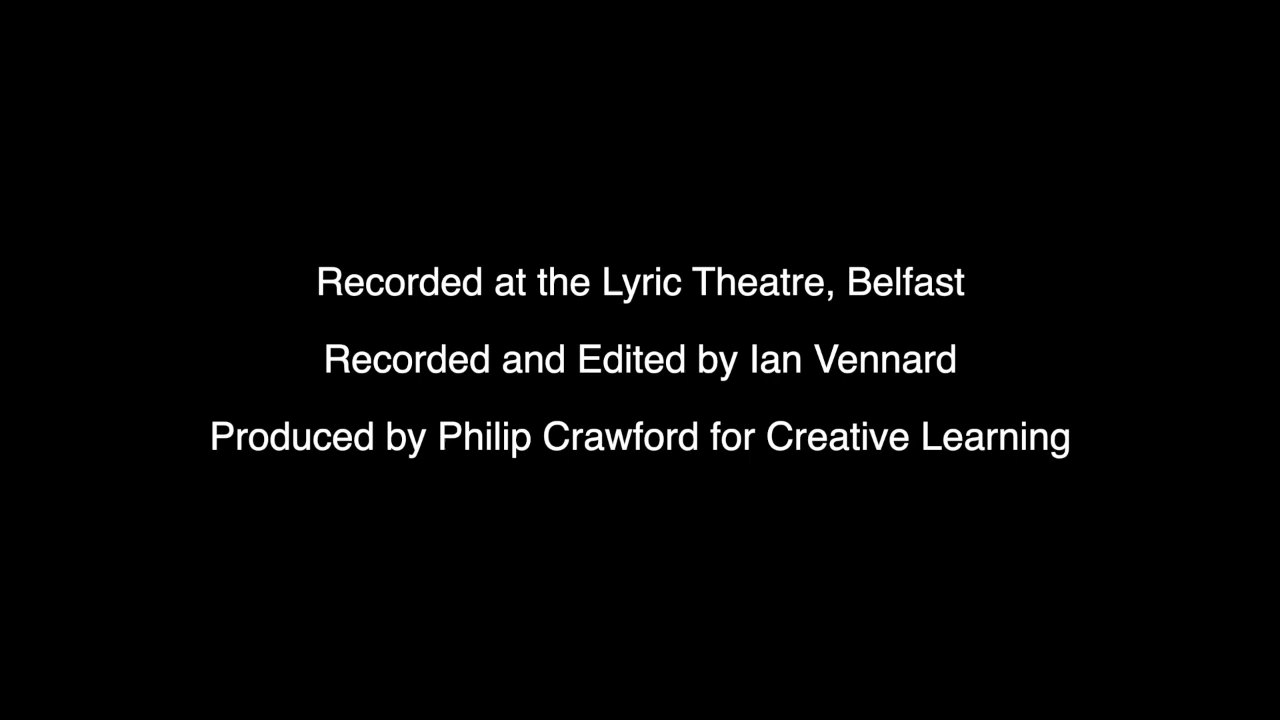 Recorded at the Lyric Theatre, Belfast
Recorded and Edited by Ian Vennard
Produced by Philip Crawford for Creative Learning